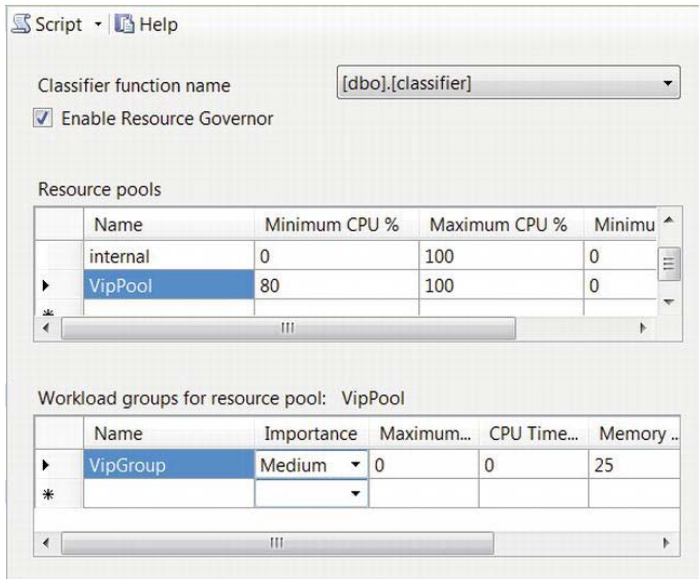 Script Help
Classifier function name [dbo].[classifier]
Enable Resource Governor
Resource pools
Name Minimum CPU % Maximum CPU % Minimu
internal 0 100 0
VipPool 80 100 0
Workload groups for resource pool: VipPool
Name Importance Maximum... CPU Time... Memory ..
VipGroup Medium 0 0 25